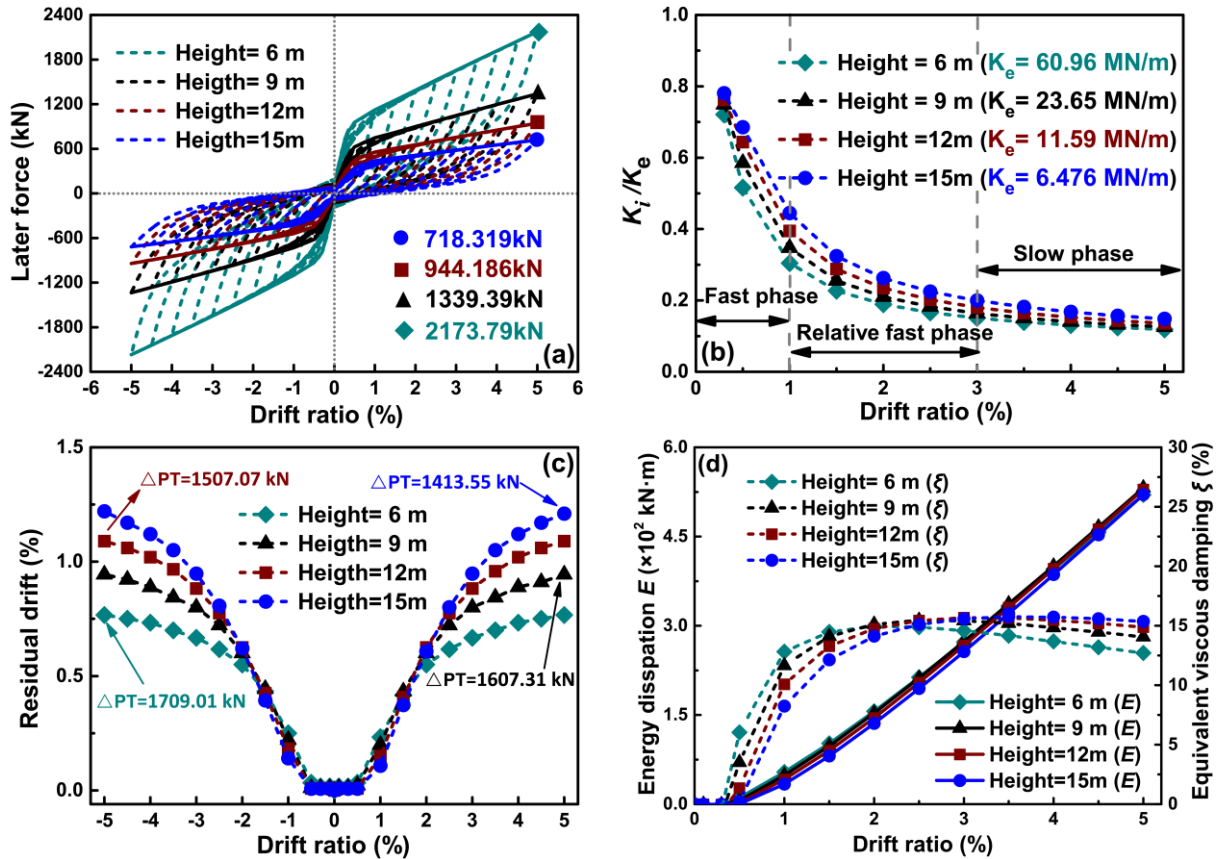 2400
1800
1200
600
0
-600
-1200
-1800
-2400
Later force (kN)
Height= 6 m
Heigth= 9 m
Heigth=12m
Heigth=15m
718.319kN
944.186kN
1339.39kN
2173.79kN
(a)
-6 -5 -4 -3 -2 -1 0 1 2 3 4 5 6
Drift ratio (%)
1.0
0.8
0.6
0.4
0.2
0.0
Ki/Ke
Height = 6 m (Ke= 60.96 MN/m)
Height = 9 m (Ke= 23.65 MN/m)
Height =12m (Ke= 11.59 MN/m)
Height =15m (Ke= 6.476 MN/m)
Slow phase
Fast phase
Relative fast phase
(b)
0 1 2 3 4 5
Drift ratio (%)
1.5
1.0
0.5
0.0
Residual drift (%)
(c)
△PT=1507.07 kN
△PT=1413.55 kN
Height= 6 m
Heigth= 9 m
Heigth=12m
Heigth=15m
△PT=1607.31 kN
△PT=1709.01 kN
-5 -4 -3 -2 -1 0 1 2 3 4 5
Drift ratio (%)
6.0
4.5
3.0
1.5
0.0
Energy disspation E (×10² kN·m)
(d)
Height= 6 m (ξ)
Height= 9 m (ξ)
Height=12m (ξ)
Height=15m (ξ)
Height= 6 m (E)
Height= 9 m (E)
Height=12m (E)
Height=15m (E)
30
25
20
15
10
5
0
Equivalent viscous damping ξ (%)
0 1 2 3 4 5
Drift ratio (%)